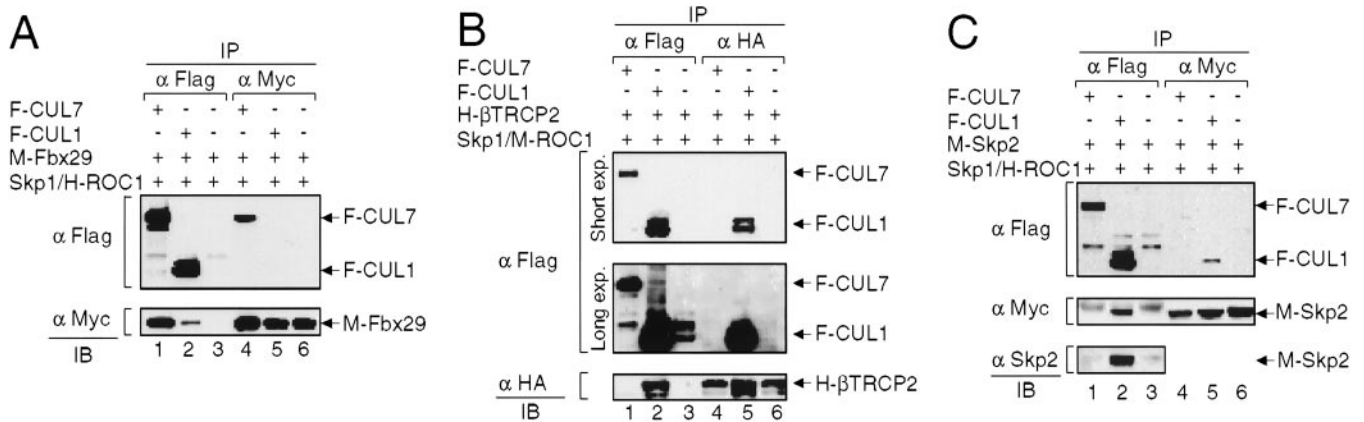 A
IP
α Flag α Myc
F-CUL7 + - - + - -
F-CUL1 - + - - + -
M-Fbx29 + + + + + +
Skp1/H-ROC1 + + + + + +
α Flag
F-CUL7
F-CUL1
α Myc
M-Fbx29
IB
1 2 3 4 5 6
B
IP
α Flag α HA
F-CUL7 + - - + - -
F-CUL1 - + - - + -
H-βTRCP2 + + + + + +
Skp1/M-ROC1 + + + + + +
α Flag
Short exp.
F-CUL7
F-CUL1
Long exp.
F-CUL7
F-CUL1
α HA
H-βTRCP2
IB
1 2 3 4 5 6
C
IP
α Flag α Myc
F-CUL7 + - - + - -
F-CUL1 - + - - + -
M-Skp2 + + + + + +
Skp1/H-ROC1 + + + + + +
α Flag
F-CUL7
F-CUL1
α Myc
M-Skp2
α Skp2
M-Skp2
IB
1 2 3 4 5 6